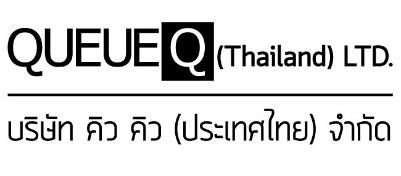 QUEUEQ (Thailand) LTD.
บริษัท คิว คิว (ประเทศไทย) จำกัด